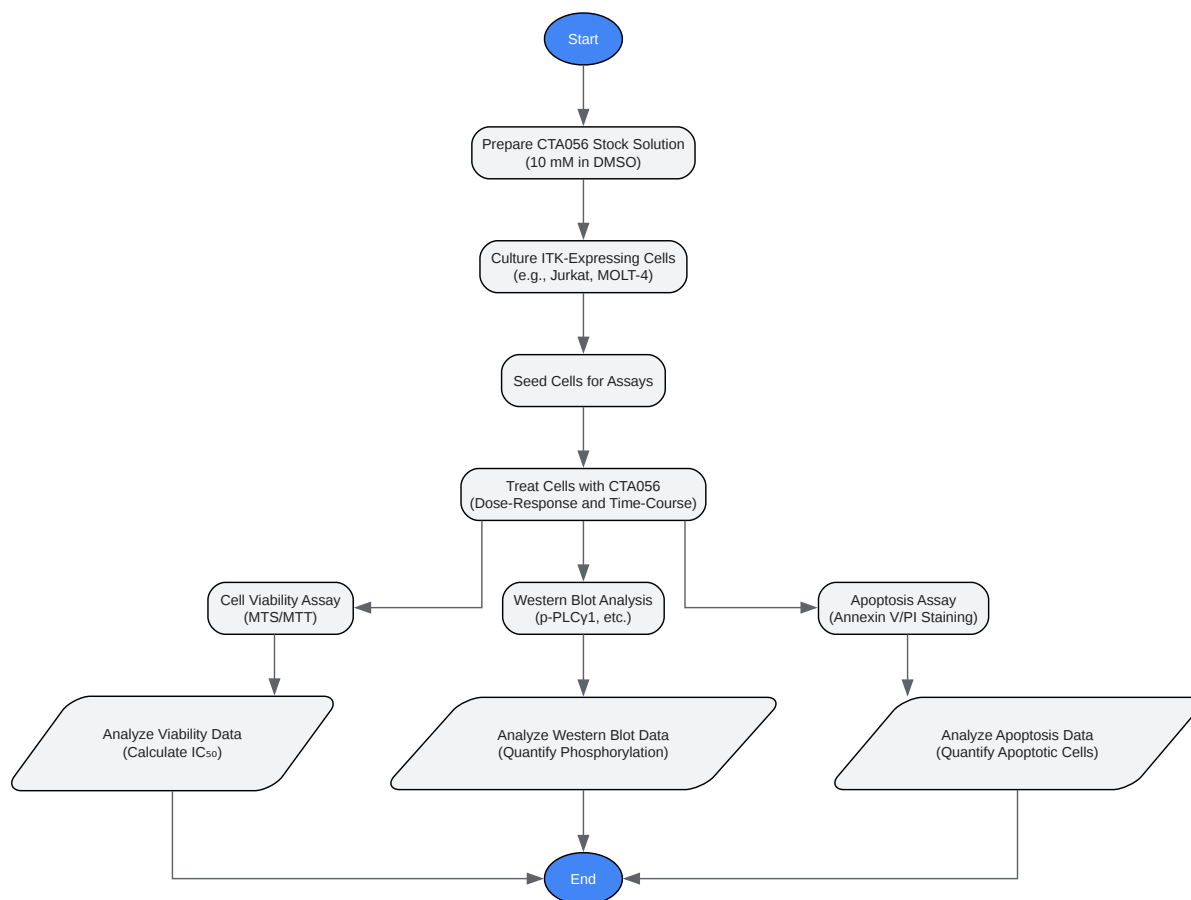 Start
Prepare CTA056 Stock Solution
(10 mM in DMSO)
Culture ITK-Expressing Cells
(e.g., Jurkat, MOLT-4)
Seed Cells for Assays
Treat Cells with CTA056
(Dose-Response and Time-Course)
Cell Viability Assay
(MTS/MTT)
Western Blot Analysis
(p-PLCγ1, etc.)
Apoptosis Assay
(Annexin V/PI Staining)
Analyze Viability Data
(Calculate IC₅₀)
Analyze Western Blot Data
(Quantify Phosphorylation)
Analyze Apoptosis Data
(Quantify Apoptotic Cells)
End